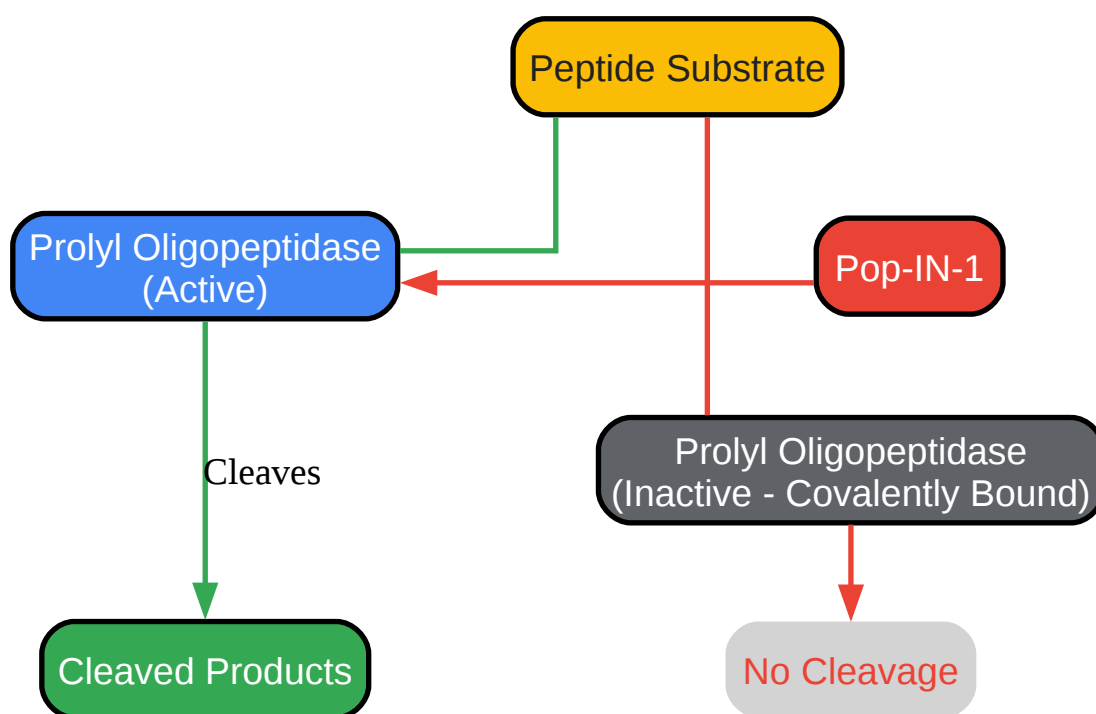 Peptide Substrate
Prolyl Oligopeptidase
(Active)
Pop-IN-1
Prolyl Oligopeptidase
(Inactive - Covalently Bound)
Cleaves
Cleaved Products
No Cleavage